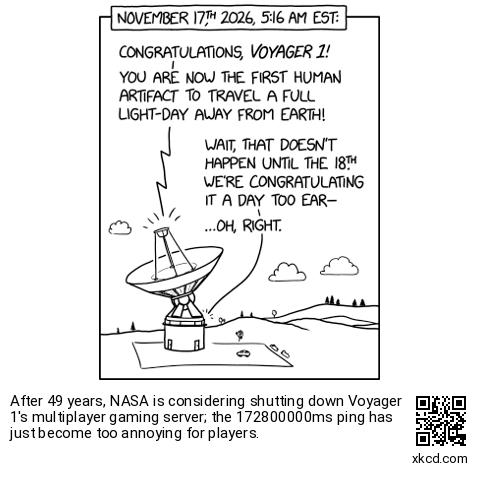 NOVEMBER 17TH 2026, 5:16 AM EST:
CONGRATULATIONS, VOYAGER 1!
YOU ARE NOW THE FIRST HUMAN
ARTIFACT TO TRAVEL A FULL
LIGHT-DAY AWAY FROM EARTH!
WAIT, THAT DOESN'T
HAPPEN UNTIL THE 18TH.
WE'RE CONGRATULATING
IT A DAY TOO EAR—
...OH, RIGHT.
After 49 years, NASA is considering shutting down Voyager
1's multiplayer gaming server; the 172800000ms ping has
just become too annoying for players.
xkcd.com